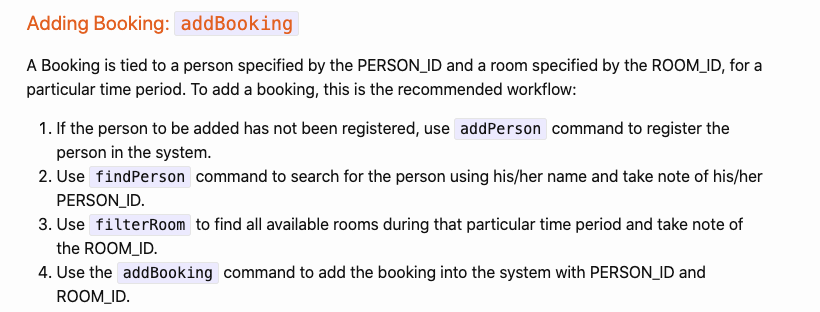 Adding Booking: addBooking
A Booking is tied to a person specified by the PERSON_ID and a room specified by the ROOM_ID, for a
particular time period. To add a booking, this is the recommended workflow:
1. If the person to be added has not been registered, use addPerson command to register the
person in the system.
2. Use findPerson command to search for the person using his/her name and take note of his/her
PERSON_ID.
3. Use filterRoom to find all available rooms during that particular time period and take note of
the ROOM_ID.
4. Use the addBooking command to add the booking into the system with PERSON_ID and
ROOM_ID.